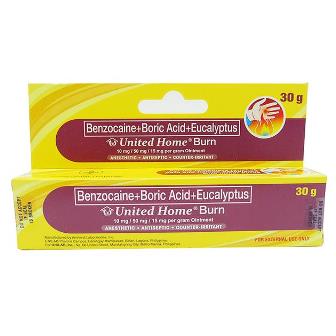 30 g
Benzocaine+Boric Acid+Eucalyptus
United Home® Burn
10 mg / 50 mg / 15 mg per gram Ointment
ANESTHETIC • ANTISEPTIC • COUNTER-IRRITANT
Benzocaine+Boric Acid+Eucalyptus
30 g
United Home® Burn
10 mg / 50 mg / 15 mg per gram Ointment
ANESTHETIC • ANTISEPTIC • COUNTER-IRRITANT
FOR EXTERNAL USE ONLY